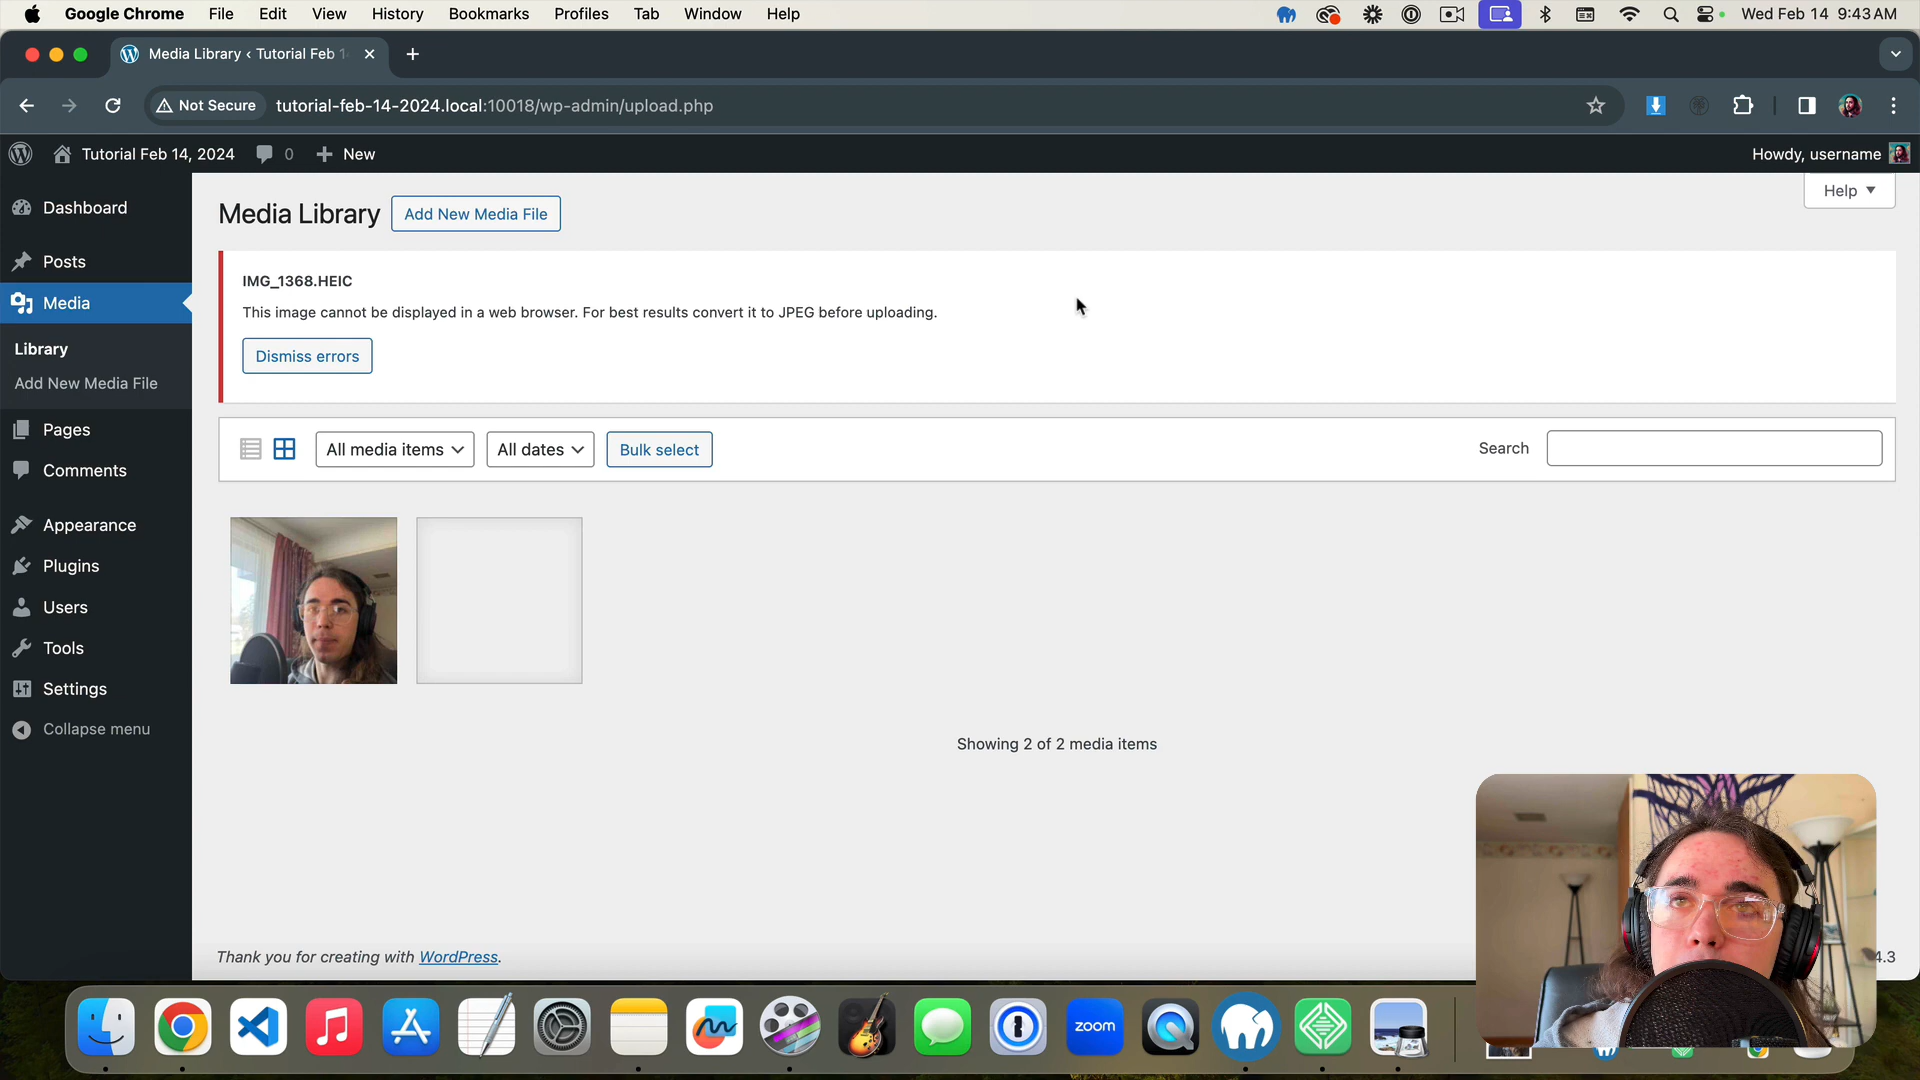 Google Chrome File Edit View History Bookmarks Profiles Tab Window Help Wed Feb 14 9:43 AM
Media Library ‹ Tutorial Feb 1
Not Secure tutorial-feb-14-2024.local:10018/wp-admin/upload.php
Tutorial Feb 14, 2024 0 New Howdy, username
Help
Dashboard
Posts
Media
Library
Add New Media File
Pages
Comments
Appearance
Plugins
Users
Tools
Settings
Collapse menu
Media Library Add New Media File
IMG_1368.HEIC
This image cannot be displayed in a web browser. For best results convert it to JPEG before uploading.
Dismiss errors
All media items All dates Bulk select Search
Showing 2 of 2 media items
Thank you for creating with WordPress. 4.3
zoom